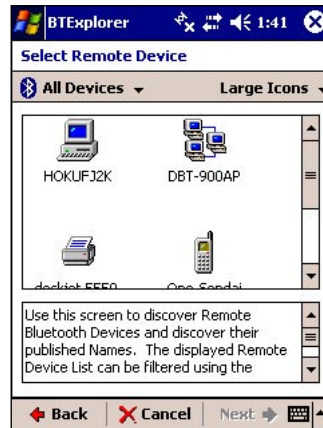 BTExplorer 1:41
Select Remote Device
All Devices Large Icons
HOKUFJ2K DBT-900AP
Use this screen to discover Remote
Bluetooth Devices and discover their
published Names. The displayed Remote
Device List can be filtered using the
Back Cancel Next